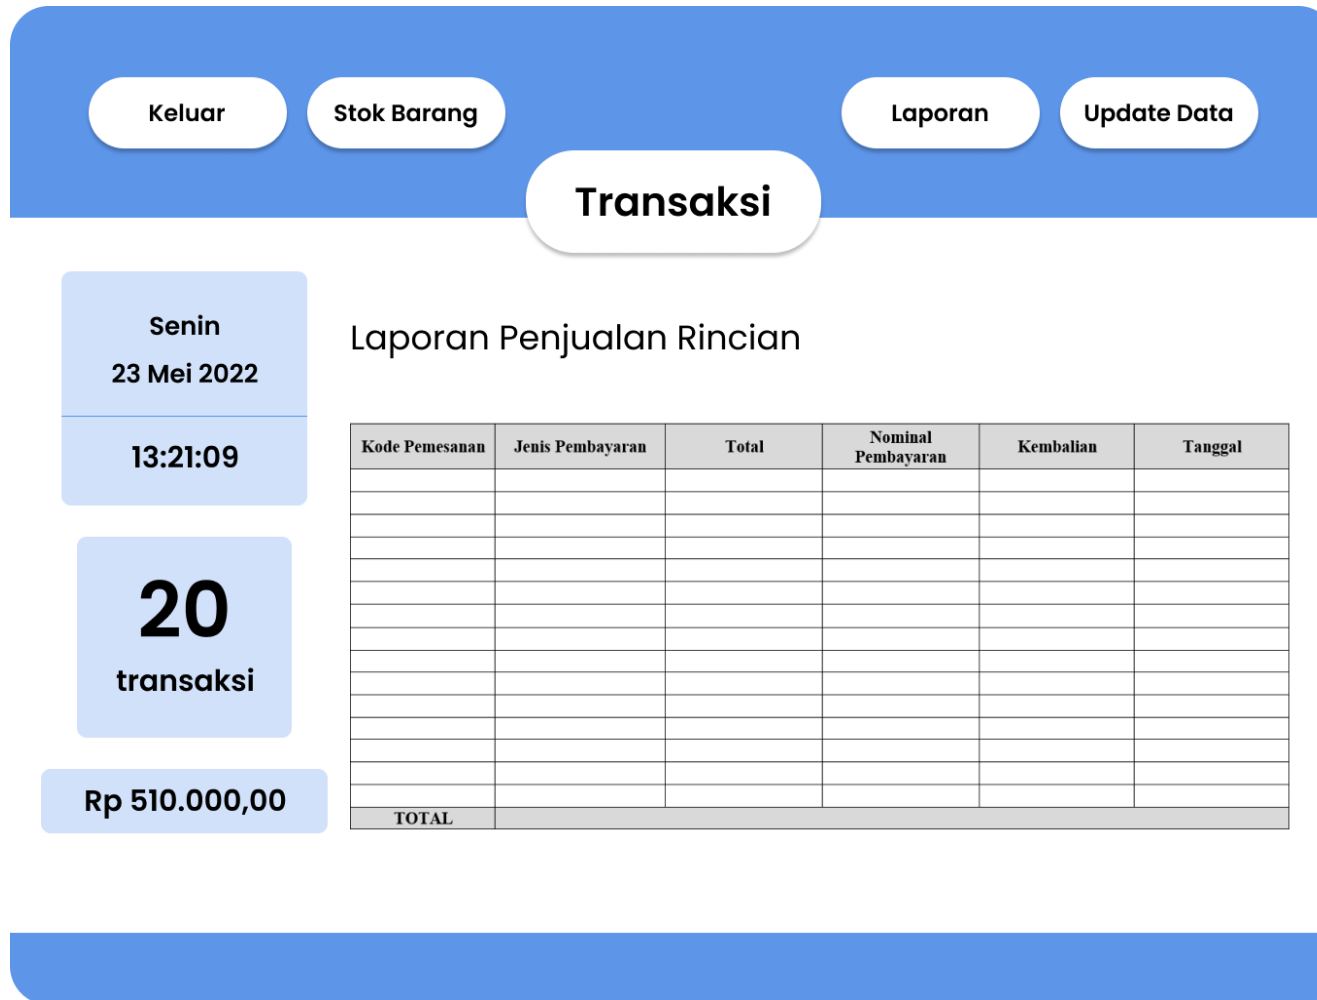 Keluar
Stok Barang
Laporan
Update Data
Transaksi
Senin
23 Mei 2022
13:21:09
20
transaksi
Rp 510.000,00
Laporan Penjualan Rincian
Kode Pemesanan
Jenis Pembayaran
Total
Nominal
Pembayaran
Kembalian
Tanggal
TOTAL